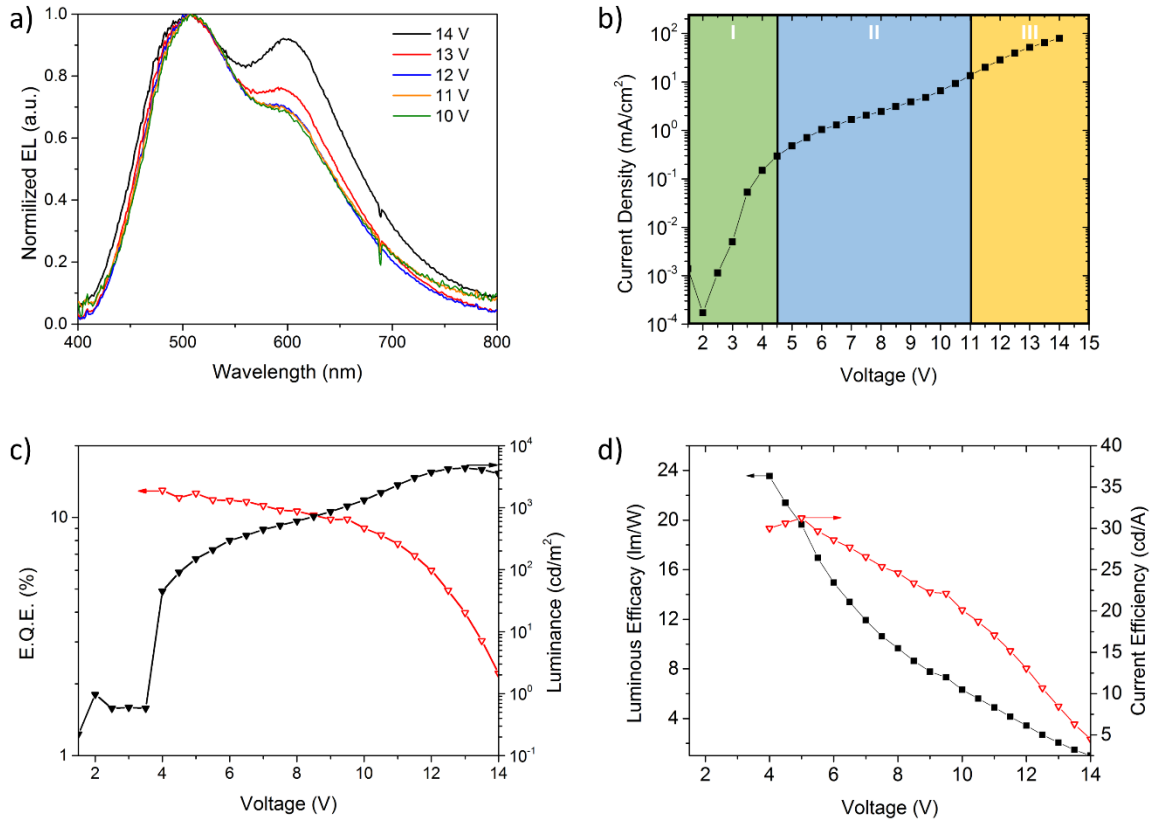 a)
Normilized EL (a.u.)
1.0
0.8
0.6
0.4
0.2
0.0
14 V
13 V
12 V
11 V
10 V
400 500 600 700 800
Wavelength (nm)
b)
Current Density (mA/cm²)
10²
10¹
10⁰
10⁻¹
10⁻²
10⁻³
10⁻⁴
I II III
2 3 4 5 6 7 8 9 10 11 12 13 14 15
Voltage (V)
c)
E.Q.E. (%)
10
1
10⁴
10³
10²
10¹
10⁰
10⁻¹
Luminance (cd/m²)
2 4 6 8 10 12 14
Voltage (V)
d)
Luminous Efficacy (lm/W)
24
20
16
12
8
4
40
35
30
25
20
15
10
5
Current Efficiency (cd/A)
2 4 6 8 10 12 14
Voltage (V)